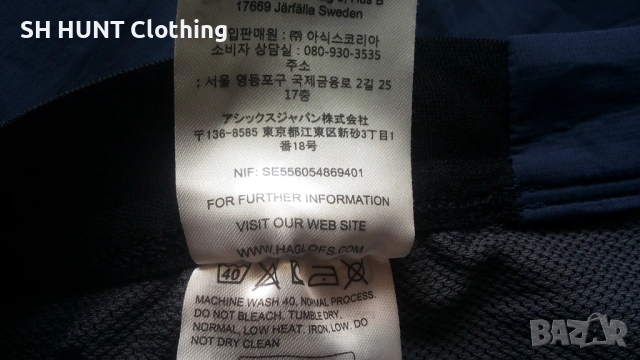 SH HUNT Clothing
17669 Järfälla Sweden
입판매원 : ㈜ 아식스코리아
소비자 상담실 : 080-930-3535
주소
: 서울 영등포구 국제금융로 2길 25
17층
アシックスジャパン株式会社
〒136-8585 東京都江東区新砂3丁目1
番18号
NIF: SE556054869401
FOR FURTHER INFORMATION
VISIT OUR WEB SITE
WWW.HAGLOFS.COM
40
MACHINE WASH 40, NORMAL PROCESS.
DO NOT BLEACH. TUMBLE DRY,
NORMAL, LOW HEAT. IRON, LOW. DO
NOT DRY CLEAN
BAZAR
bg